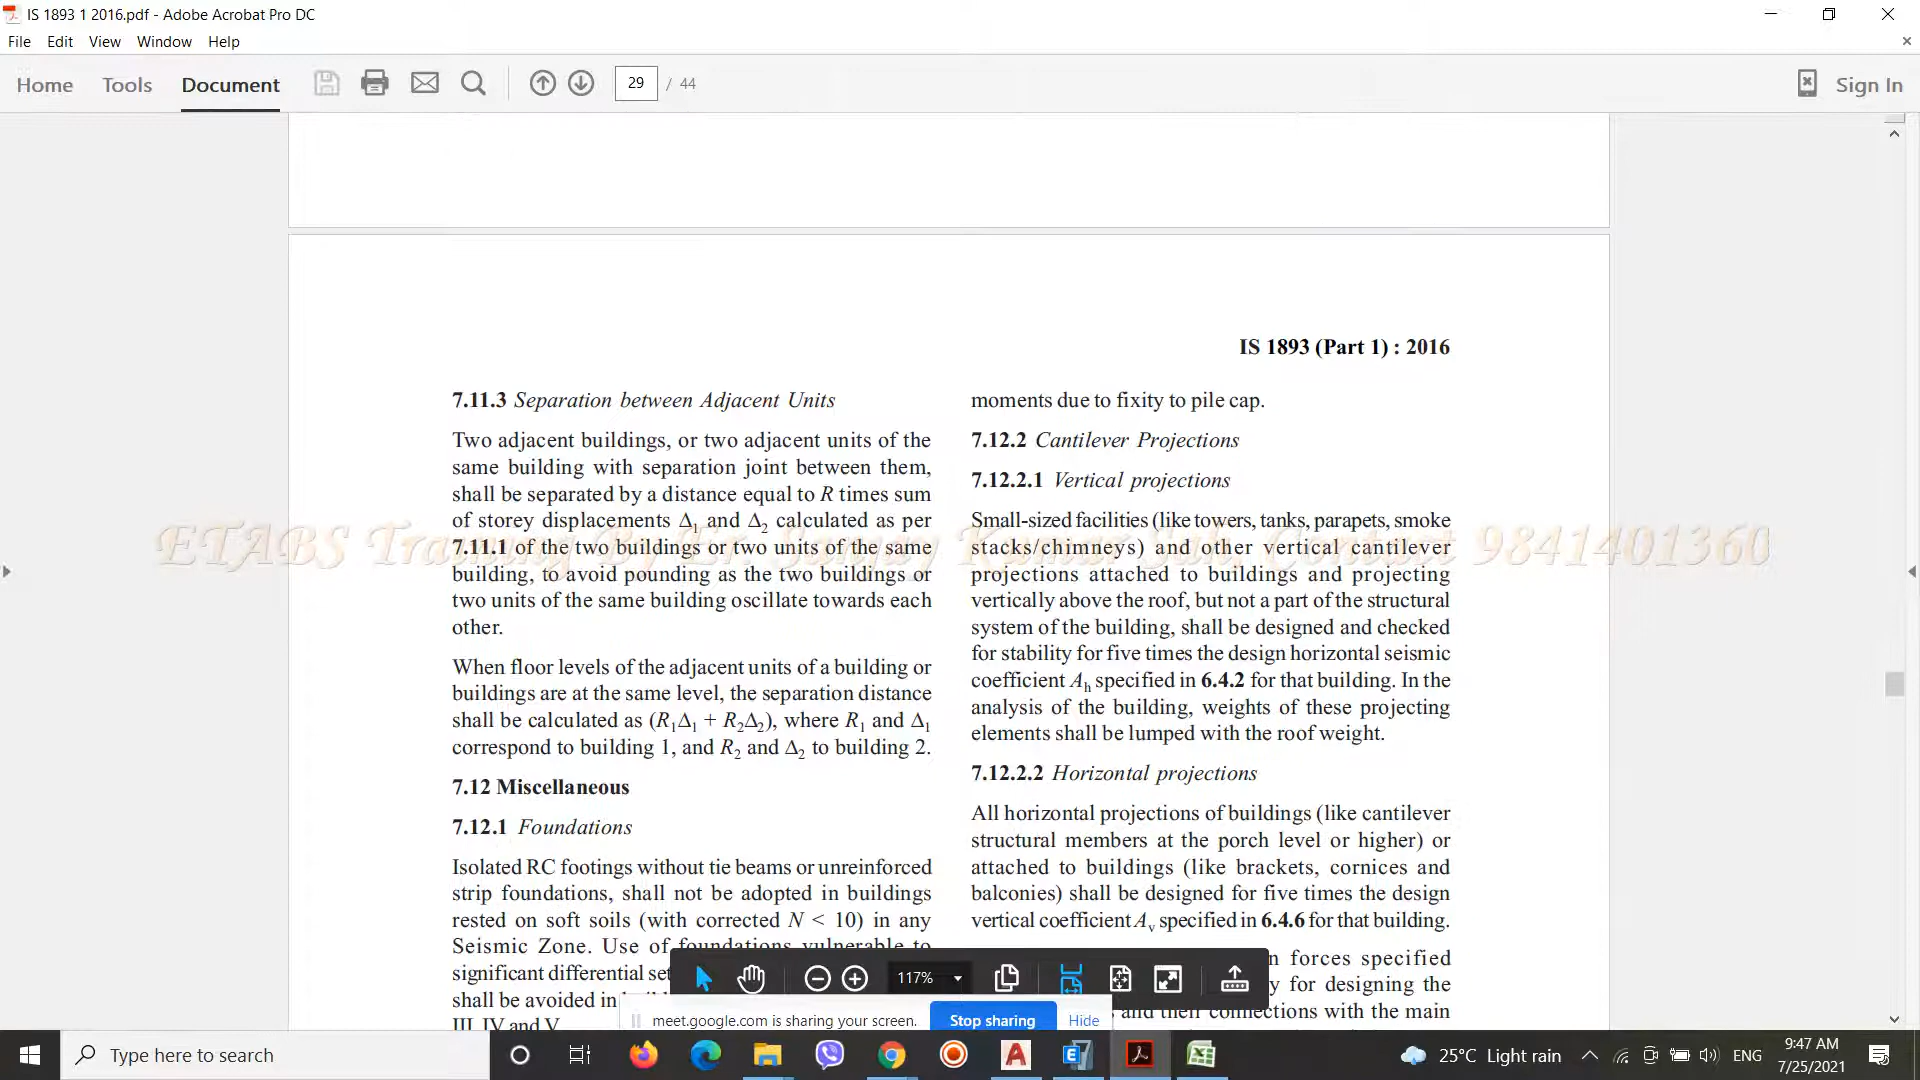 IS 1893 1 2016.pdf - Adobe Acrobat Pro DC
File Edit View Window Help
Home Tools Document 29 / 44 Sign In
IS 1893 (Part 1) : 2016
7.11.3 Separation between Adjacent Units
Two adjacent buildings, or two adjacent units of the
same building with separation joint between them,
shall be separated by a distance equal to R times sum
of storey displacements Δ1 and Δ2 calculated as per
7.11.1 of the two buildings or two units of the same
building, to avoid pounding as the two buildings or
two units of the same building oscillate towards each
other.
When floor levels of the adjacent units of a building or
buildings are at the same level, the separation distance
shall be calculated as (R1Δ1 + R2Δ2), where R1 and Δ1
correspond to building 1, and R2 and Δ2 to building 2.
7.12 Miscellaneous
7.12.1 Foundations
Isolated RC footings without tie beams or unreinforced
strip foundations, shall not be adopted in buildings
rested on soft soils (with corrected N < 10) in any
Seismic Zone. Use of foundations vulnerable to
significant differential
shall be avoided in
III, IV and V
moments due to fixity to pile cap.
7.12.2 Cantilever Projections
7.12.2.1 Vertical projections
Small-sized facilities (like towers, tanks, parapets, smoke
stacks/chimneys) and other vertical cantilever
projections attached to buildings and projecting
vertically above the roof, but not a part of the structural
system of the building, shall be designed and checked
for stability for five times the design horizontal seismic
coefficient Ah specified in 6.4.2 for that building. In the
analysis of the building, weights of these projecting
elements shall be lumped with the roof weight.
7.12.2.2 Horizontal projections
All horizontal projections of buildings (like cantilever
structural members at the porch level or higher) or
attached to buildings (like brackets, cornices and
balconies) shall be designed for five times the design
vertical coefficient Av specified in 6.4.6 for that building.
forces specified
for designing the
and their connections with the main
ETABS Training By Er. Sanjay Kumar Sah, Contact 9841401360
117%
meet.google.com is sharing your screen. Stop sharing Hide
Type here to search
25°C Light rain ENG 9:47 AM
7/25/2021